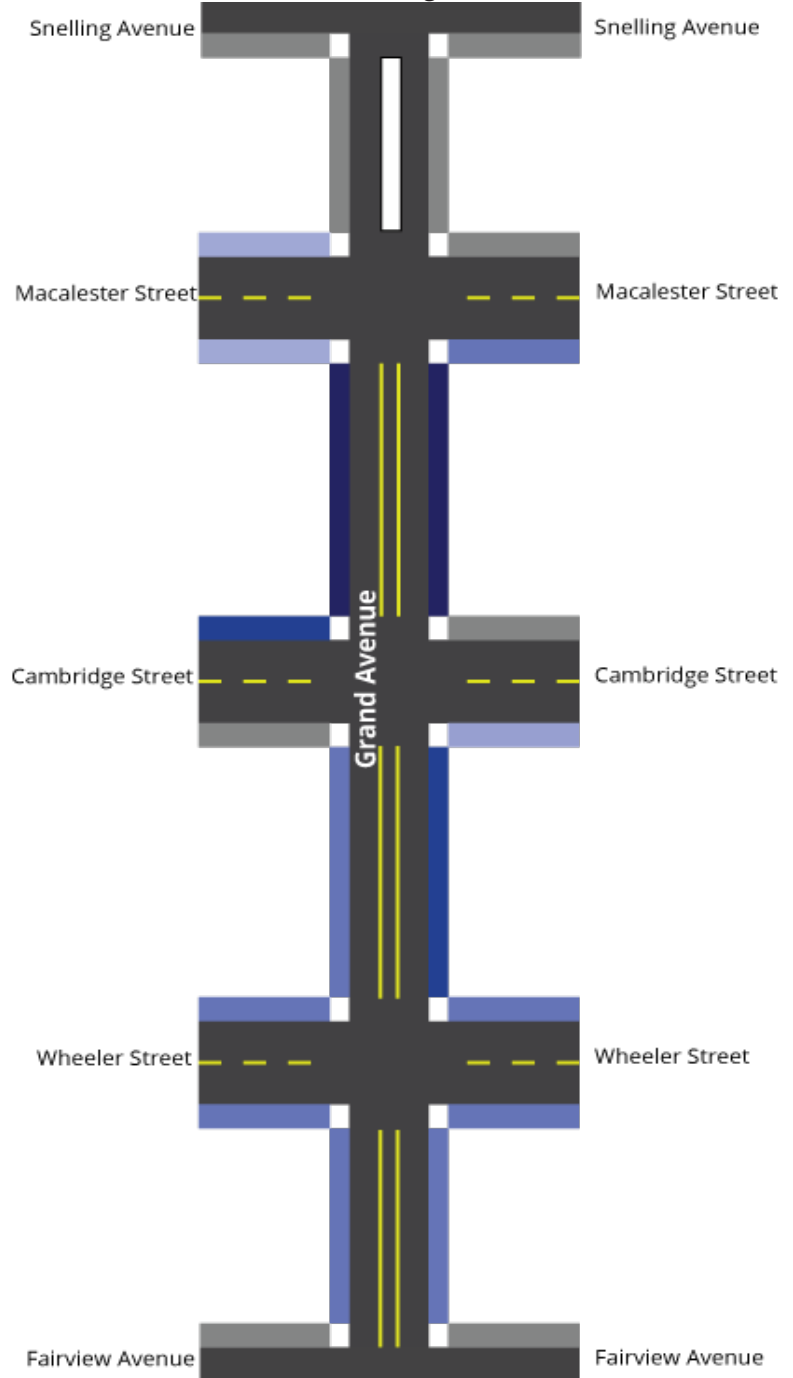 Snelling Avenue
Snelling Avenue
Macalester Street
Macalester Street
Grand Avenue
Cambridge Street
Cambridge Street
Wheeler Street
Wheeler Street
Fairview Avenue
Fairview Avenue